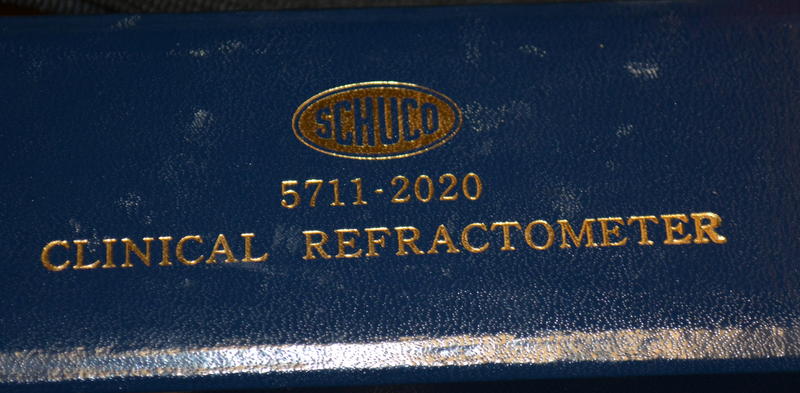 SCHUCO
5711-2020
CLINICAL REFRACTOMETER